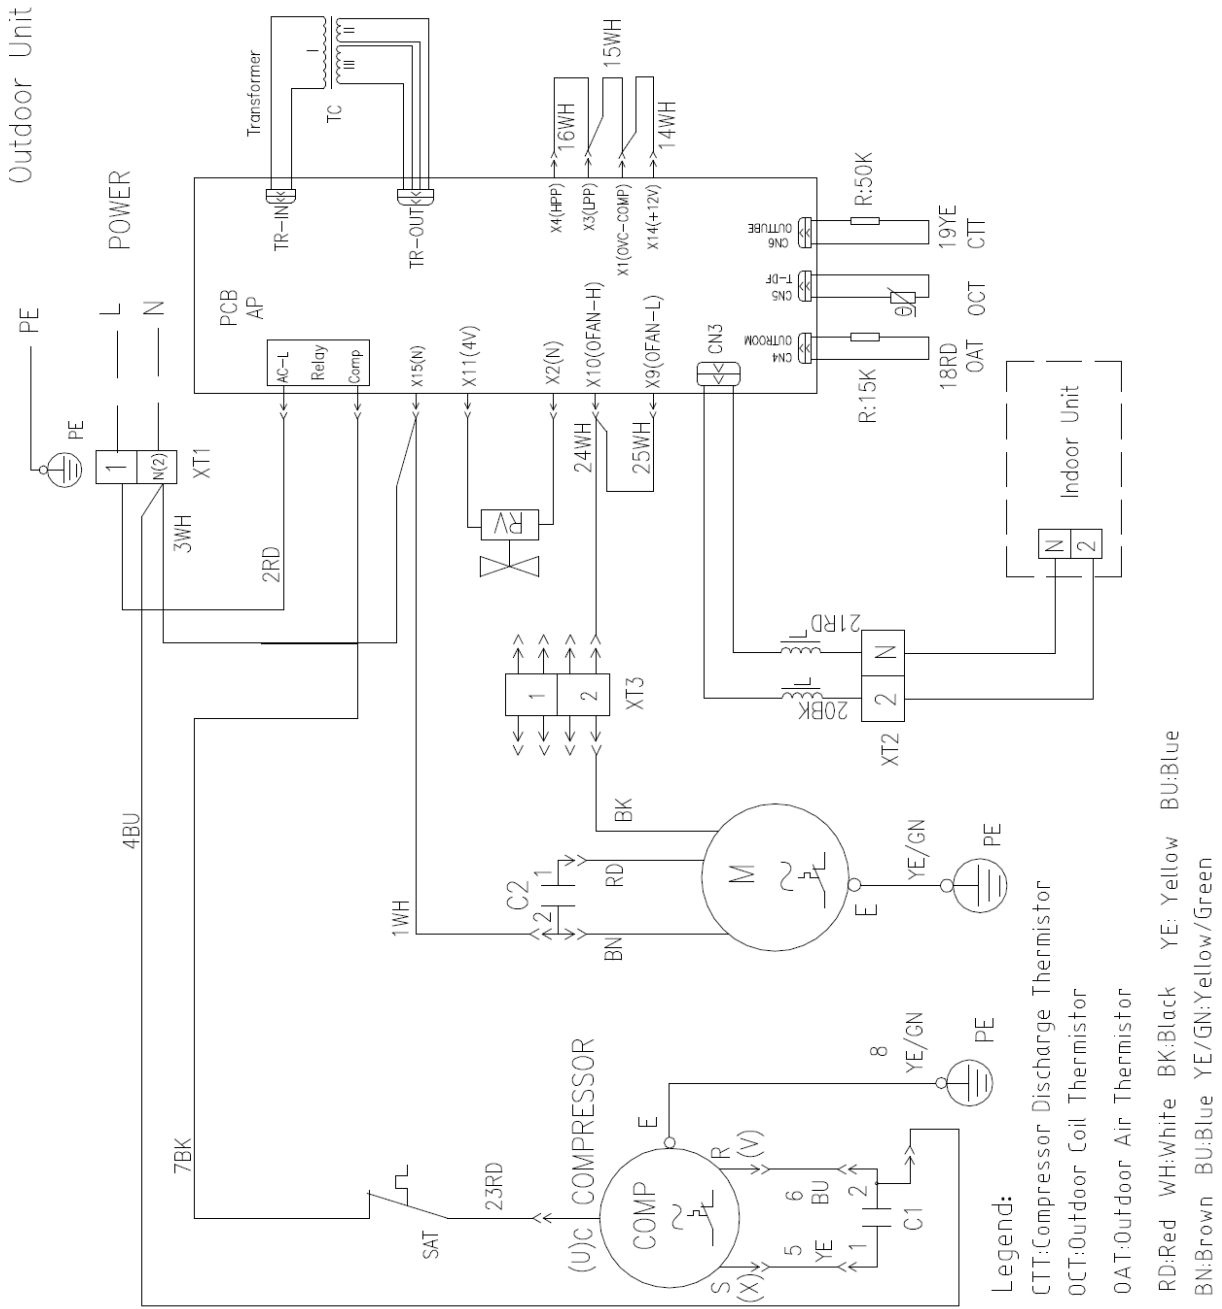 Outdoor Unit
PE
POWER
L
N
PE
1
N(2)
XT1
3WH
2RD
4BU
7BK
Transformer
TC
I
II
III
TR-IN
TR-OUT
PCB
AP
AC-L
Relay
Comp
X15(N)
X11(4V)
X2(N)
X10(OFAN-H)
X9(OFAN-L)
X4(HPP)
X3(LPP)
X1(OVC-COMP)
X14(+12V)
16WH
15WH
14WH
CN3
OUTTUBE
CN6
T-DF
CN5
OUTROOM
CN4
R:50K
19YE
CTT
θ
OCT
R:15K
18RD
OAT
24WH
25WH
RV
1
2
XT3
L
21RD
L
20BK
N
2
XT2
Indoor Unit
N
2
1WH
C2
1
2
RD
BN
BK
M
E
YE/GN
PE
SAT
23RD
(U)C COMPRESSOR
COMP
E
8
YE/GN
PE
R
(V)
S
(X)
6
BU
5
YE
2
1
C1
Legend:
CTT:Compressor Discharge Thermistor
OCT:Outdoor Coil Thermistor
OAT:Outdoor Air Thermistor
RD:Red WH:White BK:Black YE: Yellow BU:Blue
BN:Brown BU:Blue YE/GN:Yellow/Green